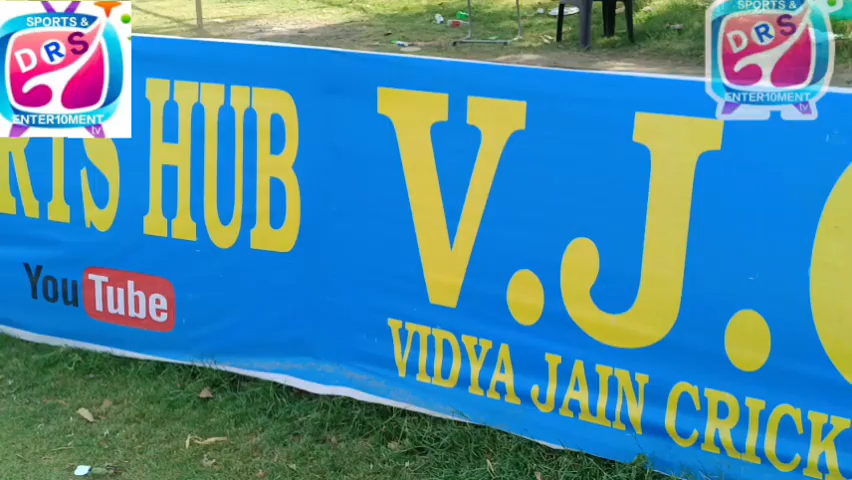 SPORTS &
DRS
ENTER10MENT
tv
SPORTS &
DRS
ENTER10MENT
tv
RTS HUB
YouTube
V.J.
VIDYA JAIN CRICK